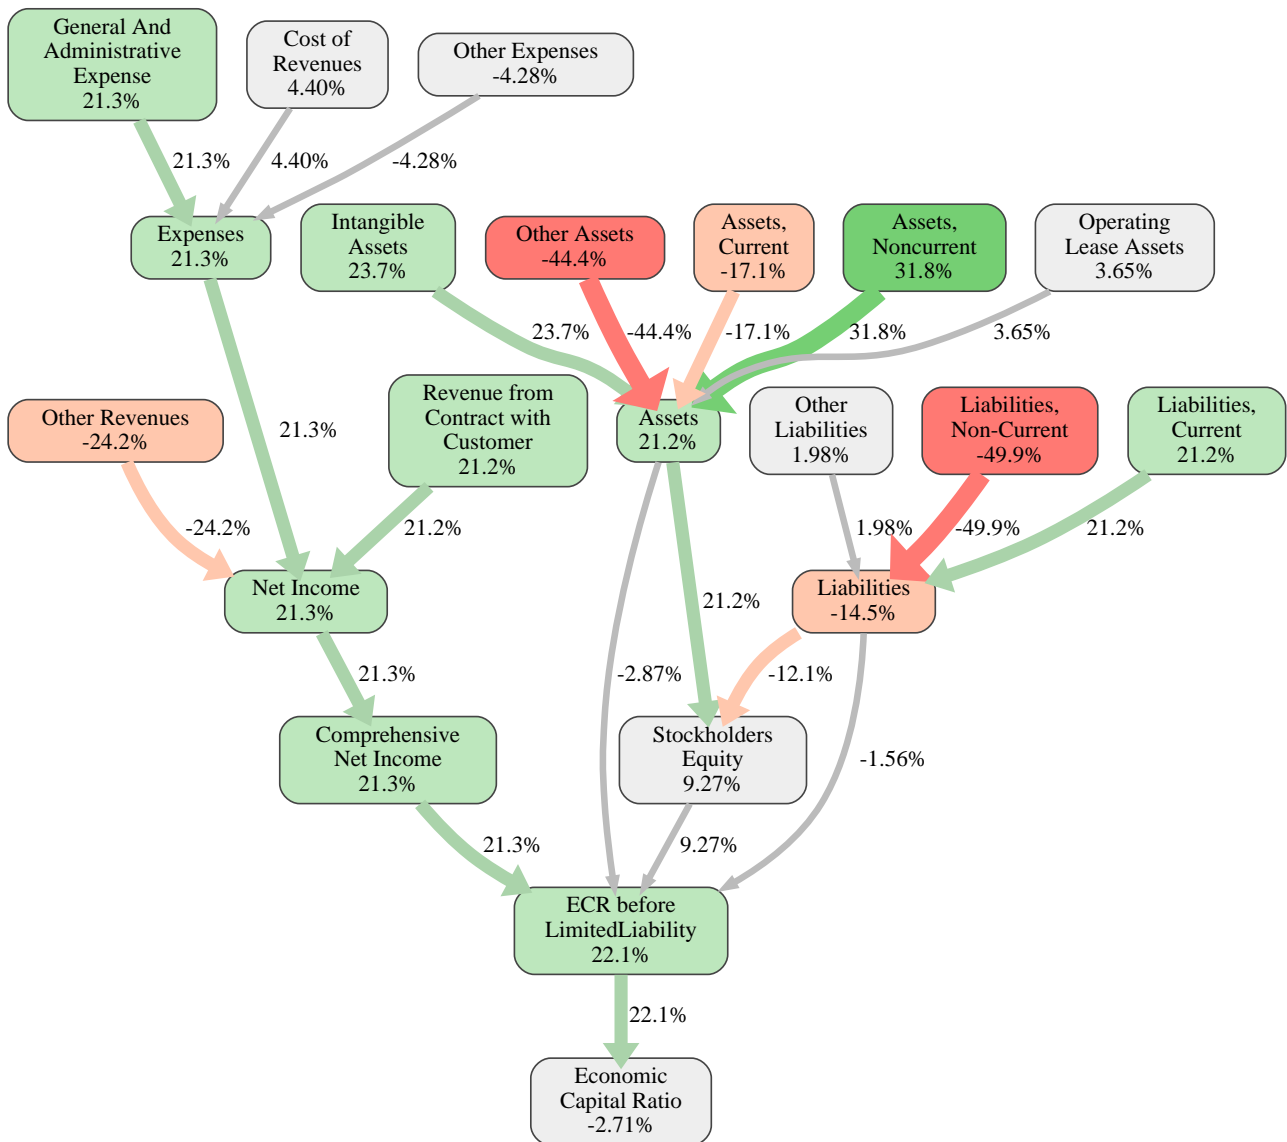 General And
Administrative
Expense
21.3%
Cost of
Revenues
4.40%
Other Expenses
-4.28%
21.3%
4.40%
-4.28%
Expenses
21.3%
Intangible
Assets
23.7%
Other Assets
-44.4%
Assets,
Current
-17.1%
Assets,
Noncurrent
31.8%
Operating
Lease Assets
3.65%
23.7%
-44.4%
-17.1%
31.8%
3.65%
Other Revenues
-24.2%
21.3%
Revenue from
Contract with
Customer
21.2%
Assets
21.2%
Other
Liabilities
1.98%
Liabilities,
Non-Current
-49.9%
Liabilities,
Current
21.2%
-24.2%
21.2%
1.98%
-49.9%
21.2%
Net Income
21.3%
21.2%
Liabilities
-14.5%
21.3%
-2.87%
-12.1%
Comprehensive
Net Income
21.3%
Stockholders
Equity
9.27%
-1.56%
21.3%
9.27%
ECR before
LimitedLiability
22.1%
22.1%
Economic
Capital Ratio
-2.71%